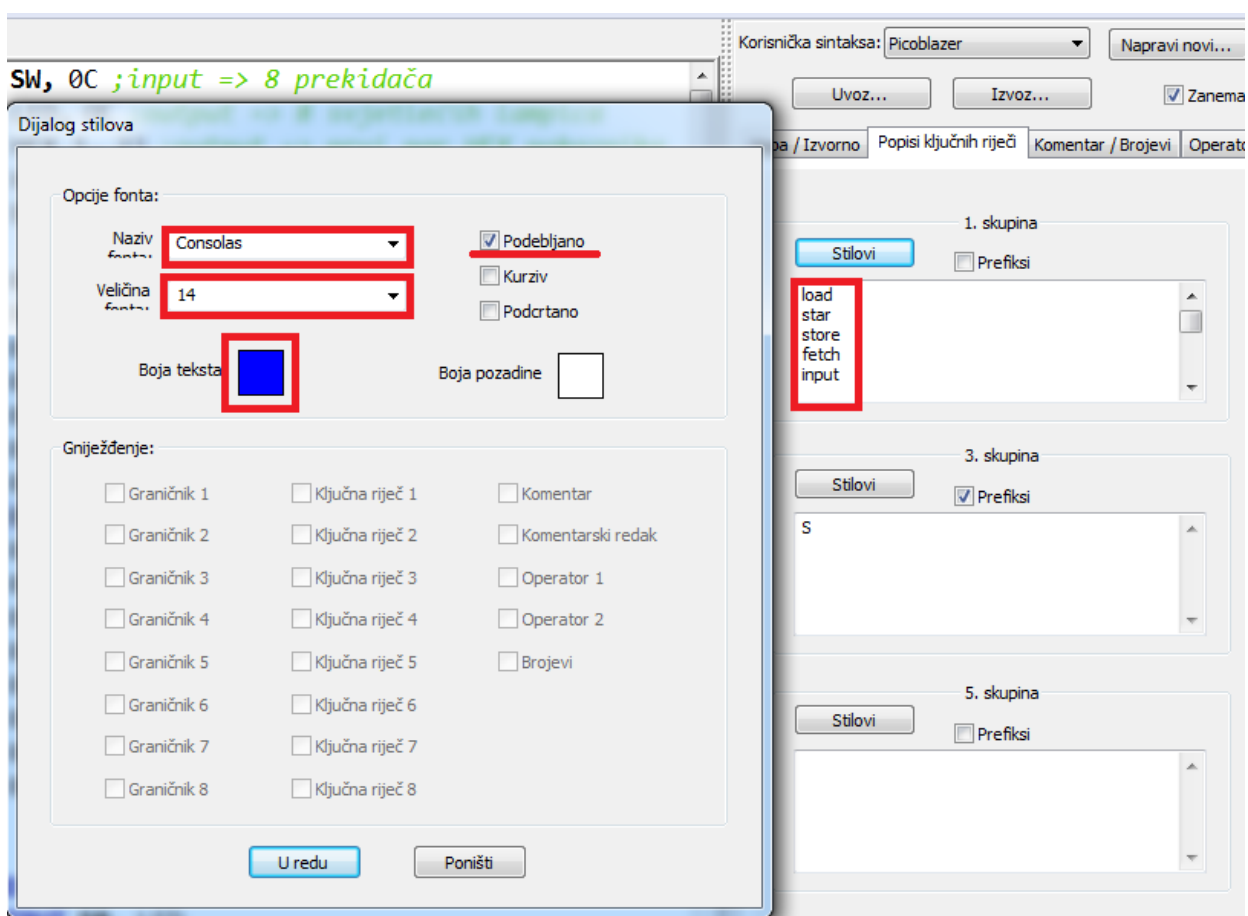 Korisnička sintaksa: Picoblazer Napravi novi...
SW, 0C ;input => 8 prekidača
Uvoz... Izvoz... Zanema
Dijalog stilova
/ Izvorno Popisi ključnih riječi Komentar / Brojevi Operato
Opcije fonta:
Naziv fonta: Consolas
Podebljano
Kurziv
Podcrtano
Veličina fonta: 14
Boja teksta
Boja pozadine
Gniježđenje:
Graničnik 1 Ključna riječ 1 Komentar
Graničnik 2 Ključna riječ 2 Komentarski redak
Graničnik 3 Ključna riječ 3 Operator 1
Graničnik 4 Ključna riječ 4 Operator 2
Graničnik 5 Ključna riječ 5 Brojevi
Graničnik 6 Ključna riječ 6
Graničnik 7 Ključna riječ 7
Graničnik 8 Ključna riječ 8
U redu Poništi
1. skupina
Stilovi Prefiksi
load
star
store
fetch
input
3. skupina
Stilovi Prefiksi
S
5. skupina
Stilovi Prefiksi